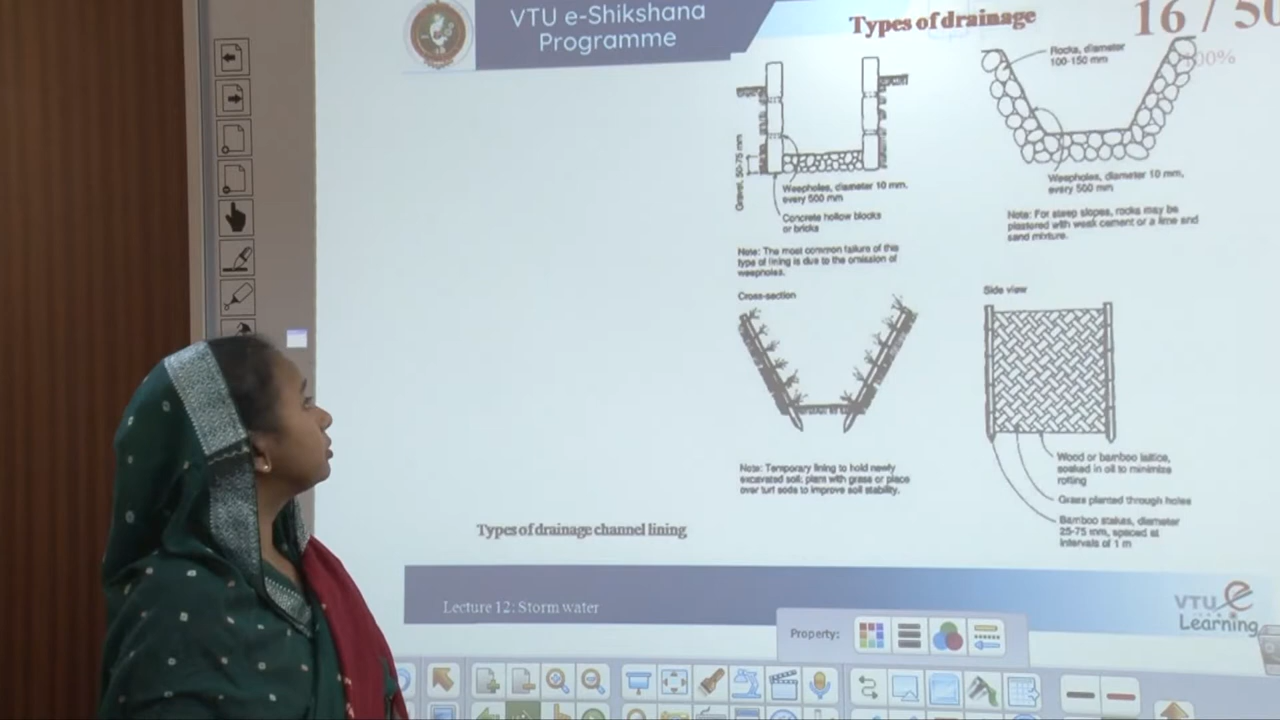 VTU e-Shikshana
Programme
Types of drainage
16 / 50
100%
Rocks, diameter
100-150 mm
Gravel, 50-75 mm
Weepholes, diameter 10 mm,
every 500 mm
Concrete hollow blocks
or bricks
Note: The most common failure of this
type of lining is due to the omission of
weepholes.
Weepholes, diameter 10 mm,
every 500 mm
Note: For steep slopes, rocks may be
plastered with weak cement or a lime and
sand mixture.
Cross-section
Side view
Note: Temporary lining to hold newly
excavated soil; plant with grass or place
over turf sods to improve soil stability.
Wood or bamboo lattice,
soaked in oil to minimize
rotting
Grass planted through holes
Bamboo stakes, diameter
25-75 mm, spaced at
intervals of 1 m
Types of drainage channel lining
Lecture 12: Storm water
VTU e
Learning
Property: